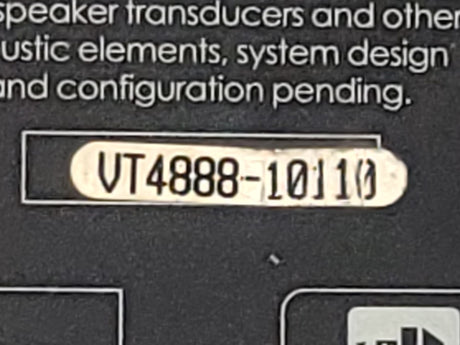 speaker transducers and other
ustic elements, system design
and configuration pending.
VT4888-10110